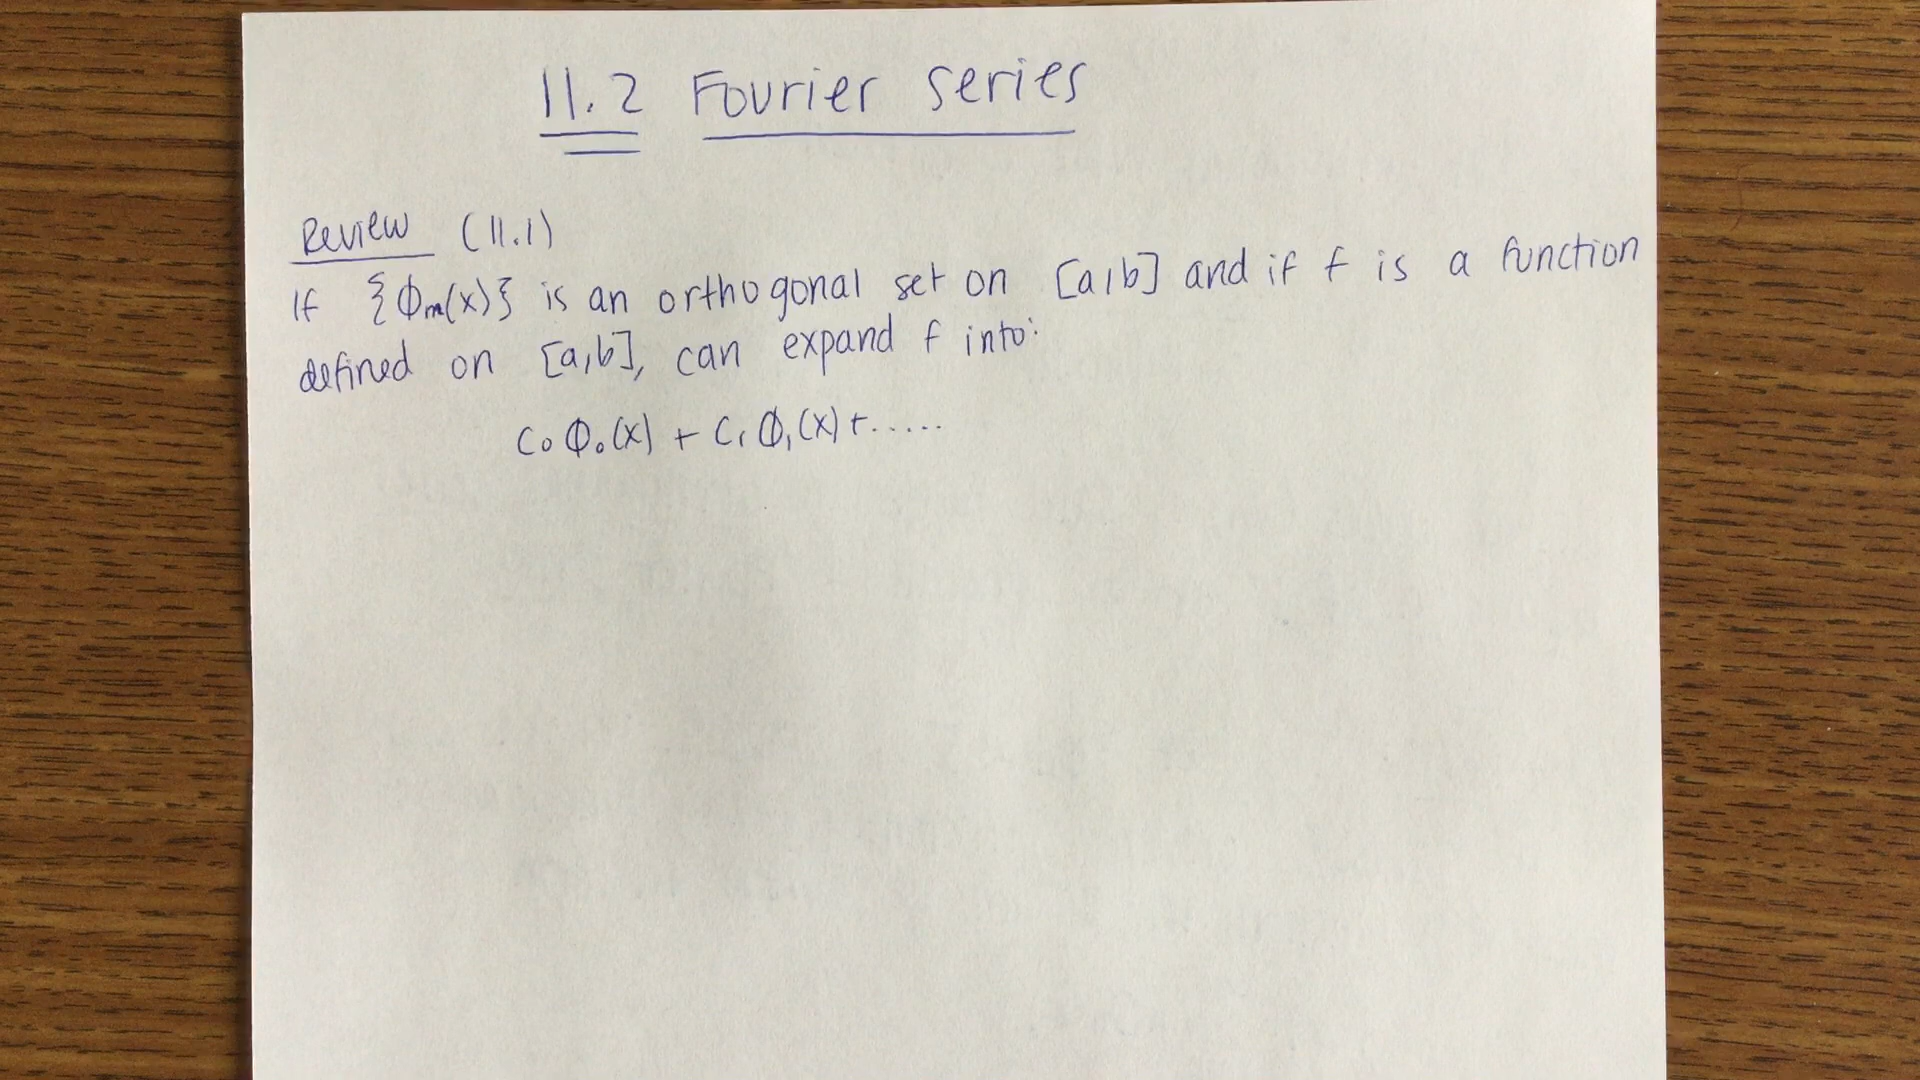 11.2 Fourier series
Review (11.1)
If {ϕm(x)} is an orthogonal set on [a,b] and if f is a function
defined on [a,b], can expand f into:
C₀ϕ₀(x) + C₁ϕ₁(x) + .....